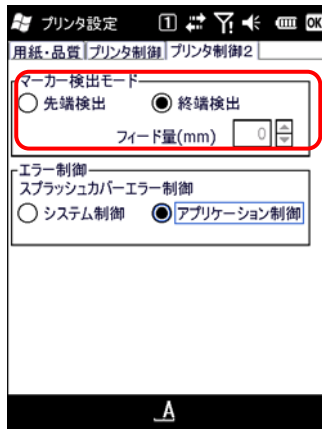 プリンタ設定 1 OK
用紙・品質 プリンタ制御 プリンタ制御2
マーカー検出モード
先端検出 終端検出
フィード量(mm) 0
エラー制御
スプラッシュカバーエラー制御
システム制御 アプリケーション制御
A